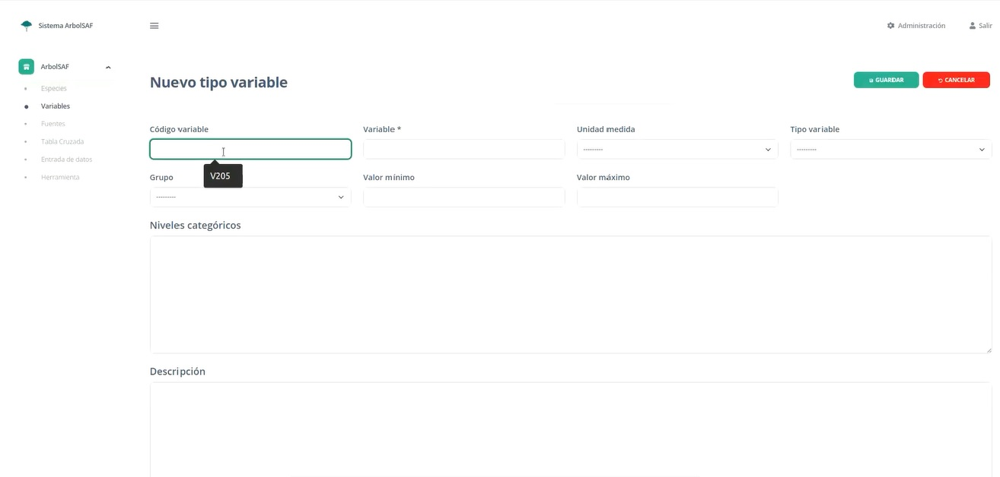 Sistema ArbolSAF
Administración
Salir
ArbolSAF
Especies
Variables
Fuentes
Tabla Cruzada
Entrada de datos
Herramienta
Nuevo tipo variable
GUARDAR
CANCELAR
Código variable
Variable *
Unidad medida
---------
Tipo variable
---------
V205
Grupo
---------
Valor mínimo
Valor máximo
Niveles categóricos
Descripción